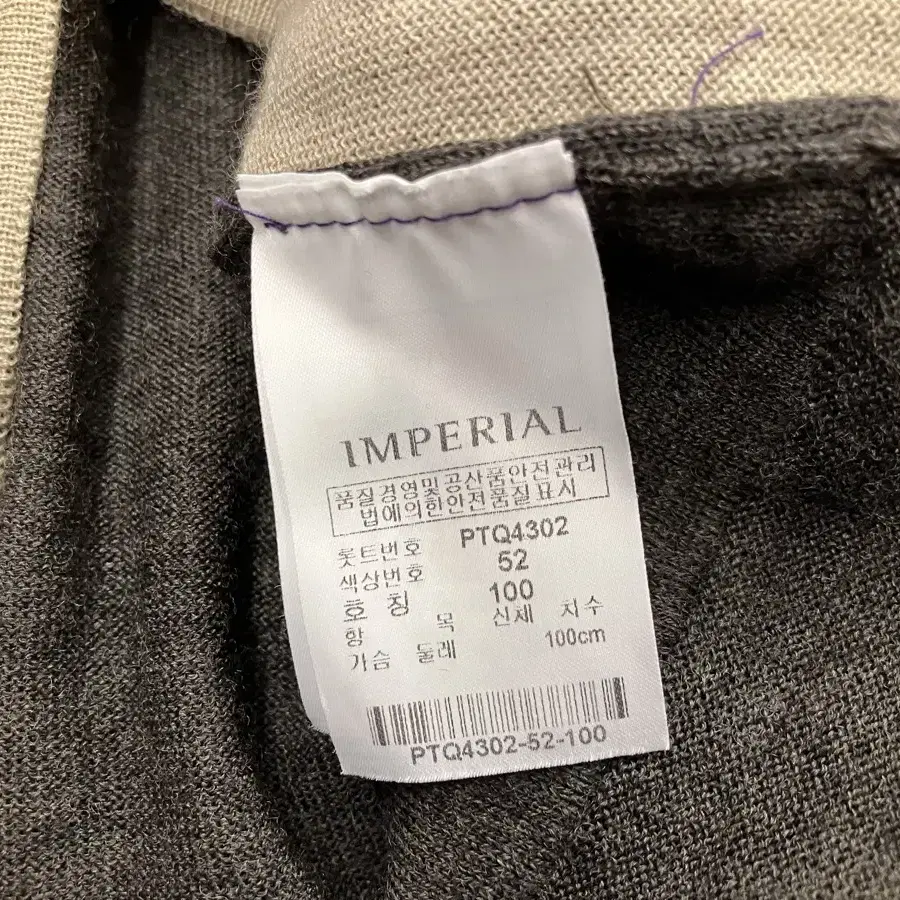 IMPERIAL
품질경영및공산품안전관리
법에의한안전품질표시
롯트번호 PTQ4302
색상번호 52
호 칭 100
항 목 신체 치수
가슴 둘레 100cm
PTQ4302-52-100